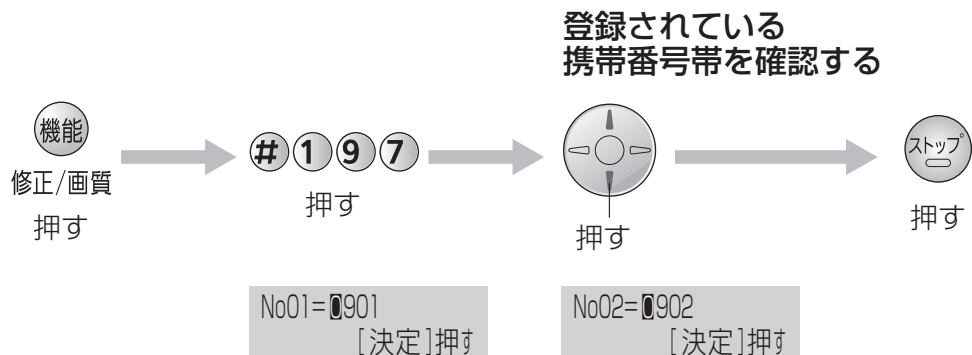 登録されている
携帯番号帯を確認する
機能
修正/画質
押す
#197
押す
押す
ストップ
押す
No01=0901
[決定]押す
No02=0902
[決定]押す